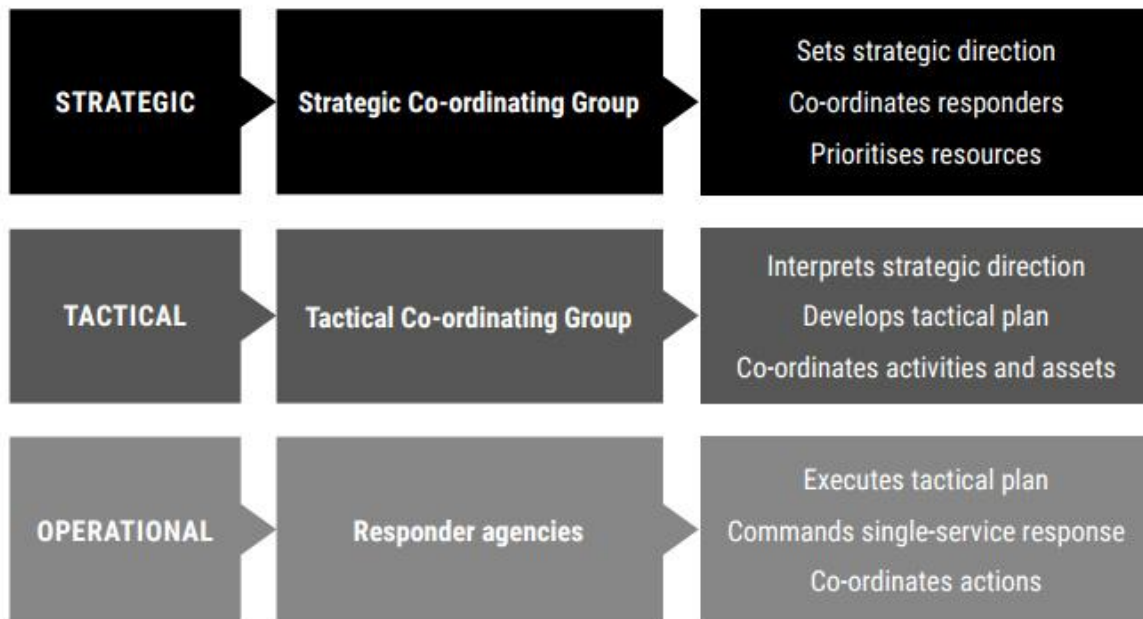 STRATEGIC
Strategic Co-ordinating Group
Sets strategic direction
Co-ordinates responders
Prioritises resources
TACTICAL
Tactical Co-ordinating Group
Interprets strategic direction
Develops tactical plan
Co-ordinates activities and assets
OPERATIONAL
Responder agencies
Executes tactical plan
Commands single-service response
Co-ordinates actions